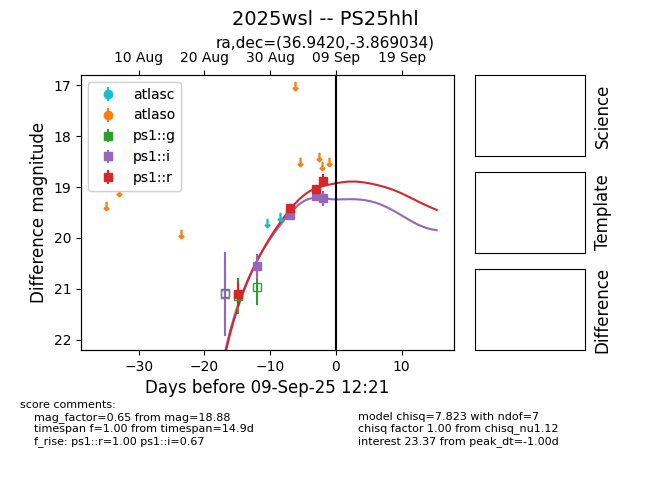 2025wsl -- PS25hhl
ra,dec=(36.9420,-3.869034)
10 Aug 20 Aug 30 Aug 09 Sep 19 Sep
atlasc
atlaso
ps1::g
ps1::i
ps1::r
17
18
19
20
21
22
Difference magnitude
−30 −20 −10 0 10
Days before 09-Sep-25 12:21
Science
Template
Difference
score comments:
mag_factor=0.65 from mag=18.88
timespan f=1.00 from timespan=14.9d
f_rise: ps1::r=1.00 ps1::i=0.67
model chisq=7.823 with ndof=7
chisq factor 1.00 from chisq_nu1.12
interest 23.37 from peak_dt=-1.00d